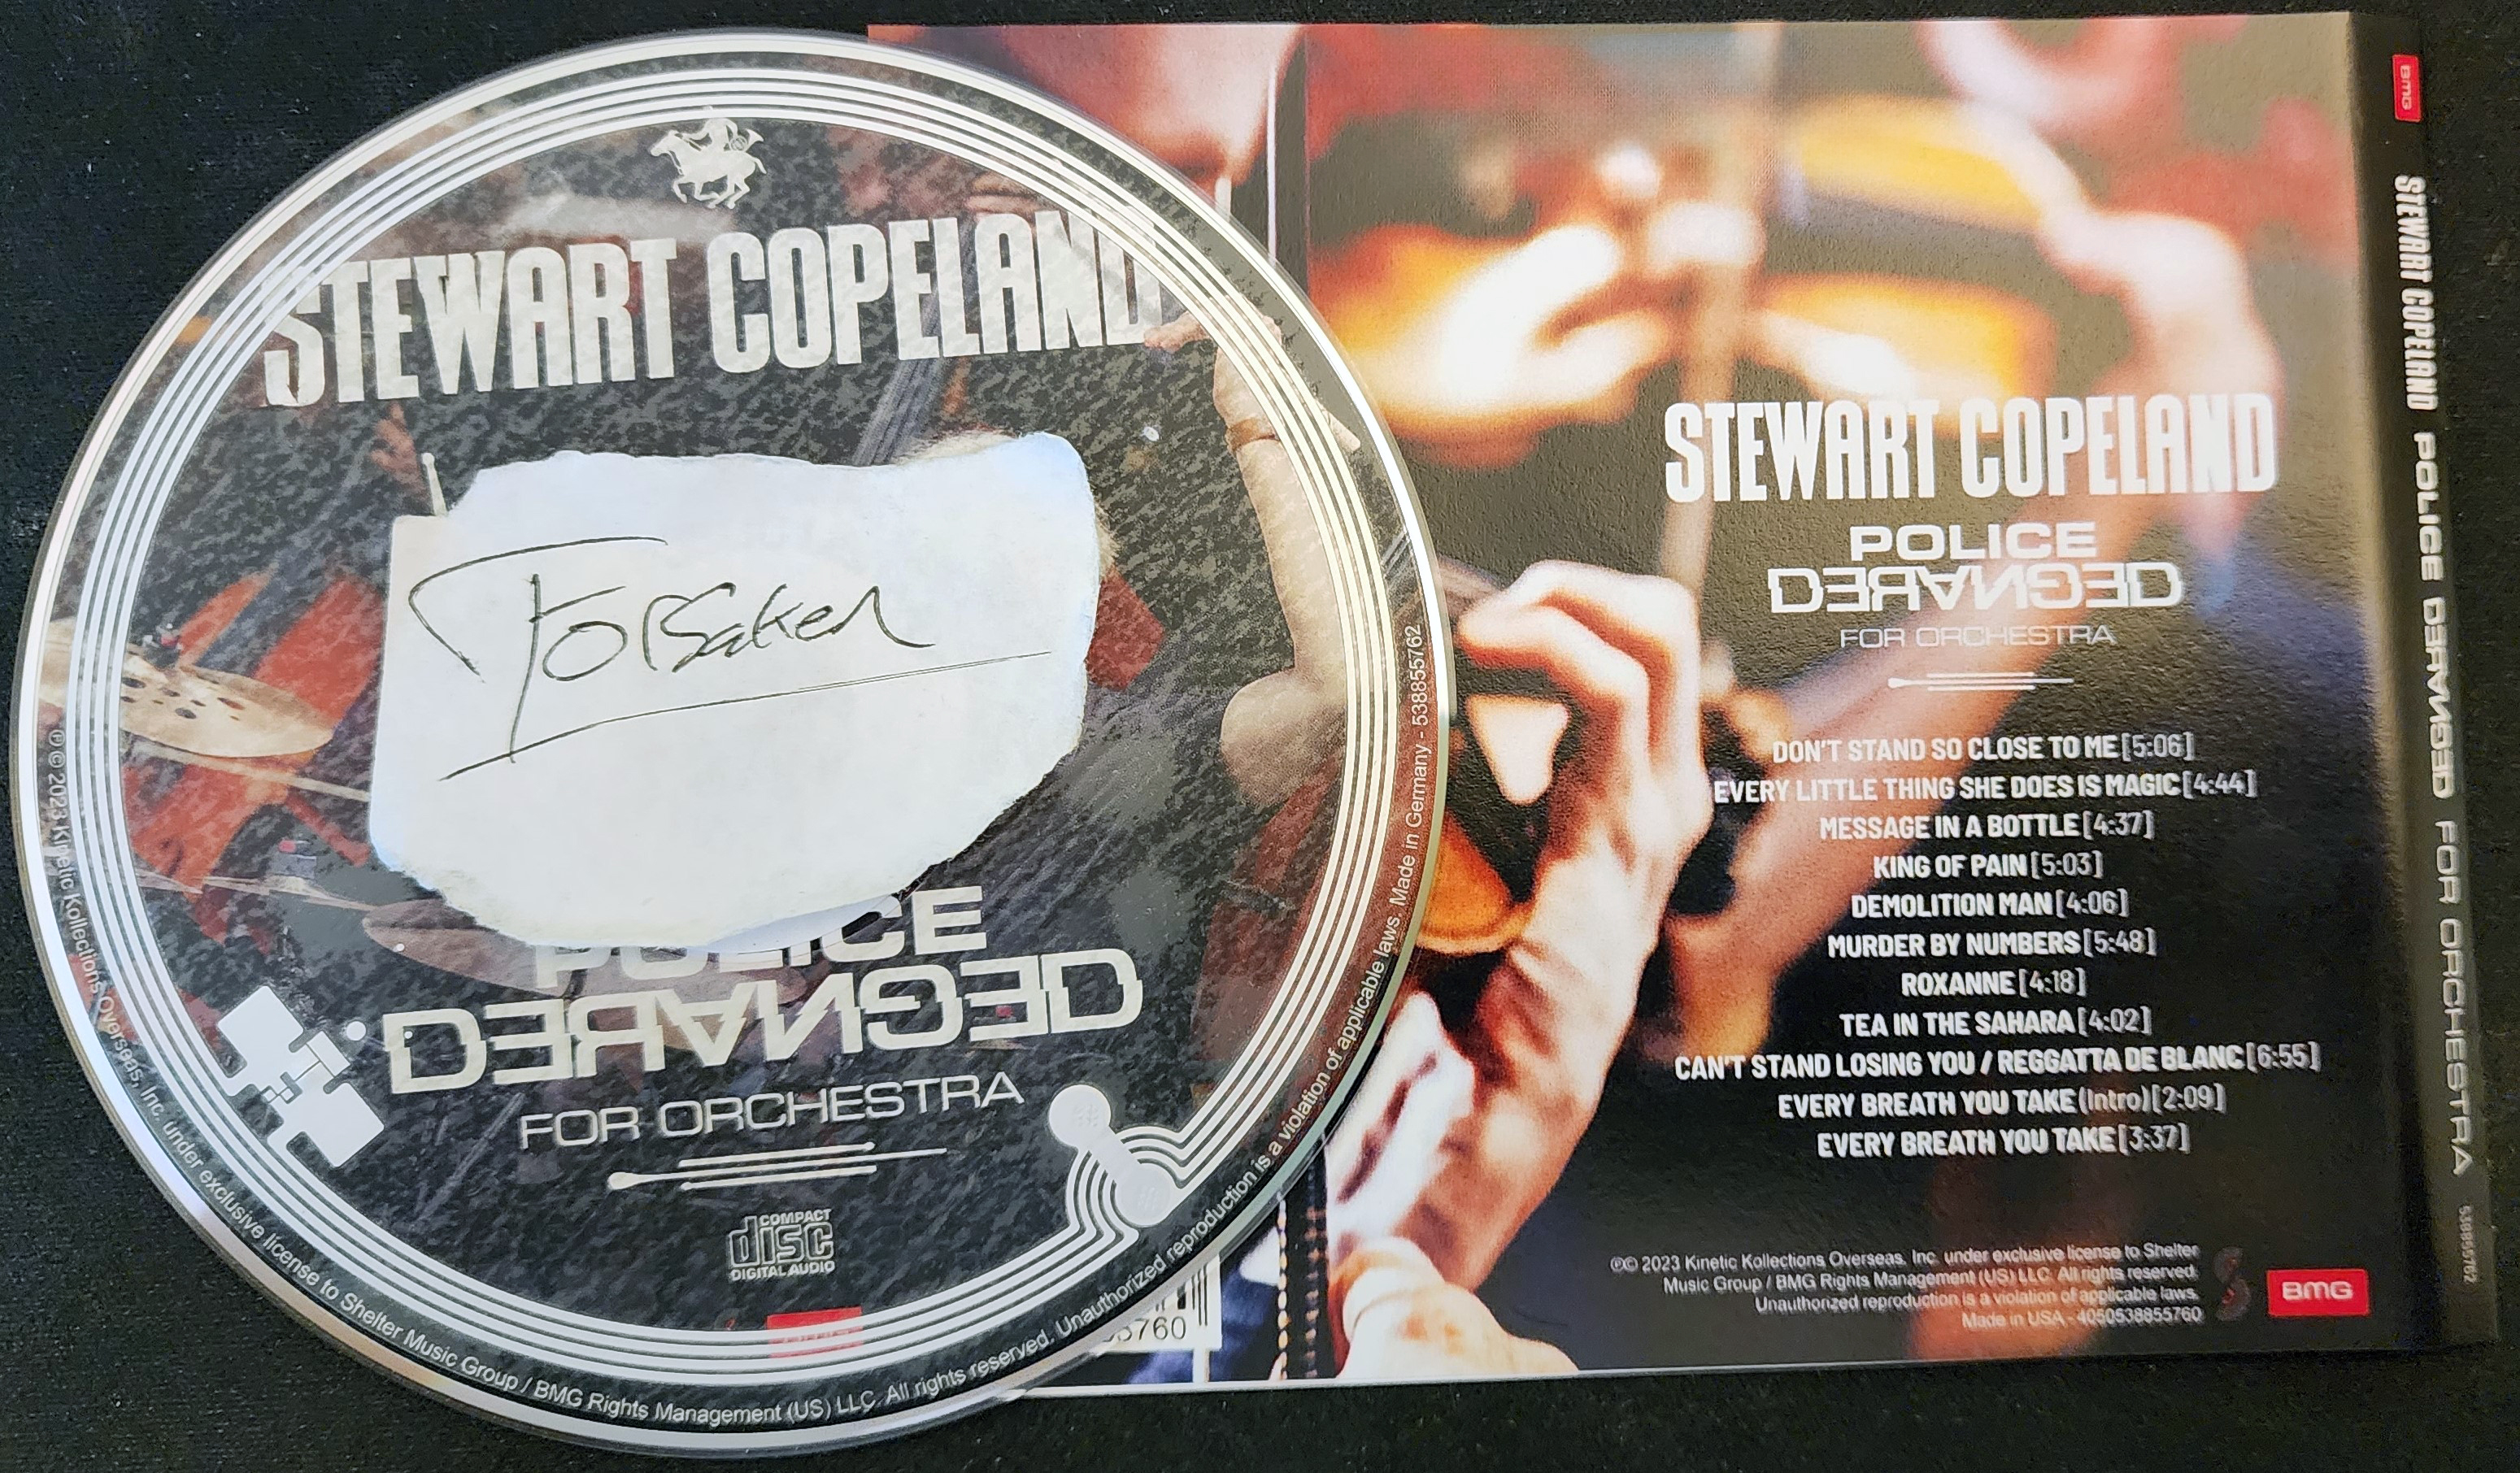 STEWART COPELAND
FORSAKEN
POLICE
DERANGED
FOR ORCHESTRA
COMPACT
disc
DIGITAL AUDIO
℗© 2023 Kinetic Kollections Overseas, Inc. under exclusive license to Shelter Music Group / BMG Rights Management (US) LLC. All rights reserved. Unauthorized reproduction is a violation of applicable laws. Made in Germany - 538855762
STEWART COPELAND
POLICE
DERANGED
FOR ORCHESTRA
DON'T STAND SO CLOSE TO ME [5:06]
EVERY LITTLE THING SHE DOES IS MAGIC [4:44]
MESSAGE IN A BOTTLE [4:37]
KING OF PAIN [5:03]
DEMOLITION MAN [4:06]
MURDER BY NUMBERS [5:48]
ROXANNE [4:18]
TEA IN THE SAHARA [4:02]
CAN'T STAND LOSING YOU / REGGATTA DE BLANC [6:55]
EVERY BREATH YOU TAKE (Intro) [2:09]
EVERY BREATH YOU TAKE [3:37]
℗© 2023 Kinetic Kollections Overseas, Inc. under exclusive license to Shelter
Music Group / BMG Rights Management (US) LLC. All rights reserved.
Unauthorized reproduction is a violation of applicable laws.
Made in USA - 4050538855760
BMG
55760
BMG STEWART COPELAND POLICE DERANGED FOR ORCHESTRA 538855762